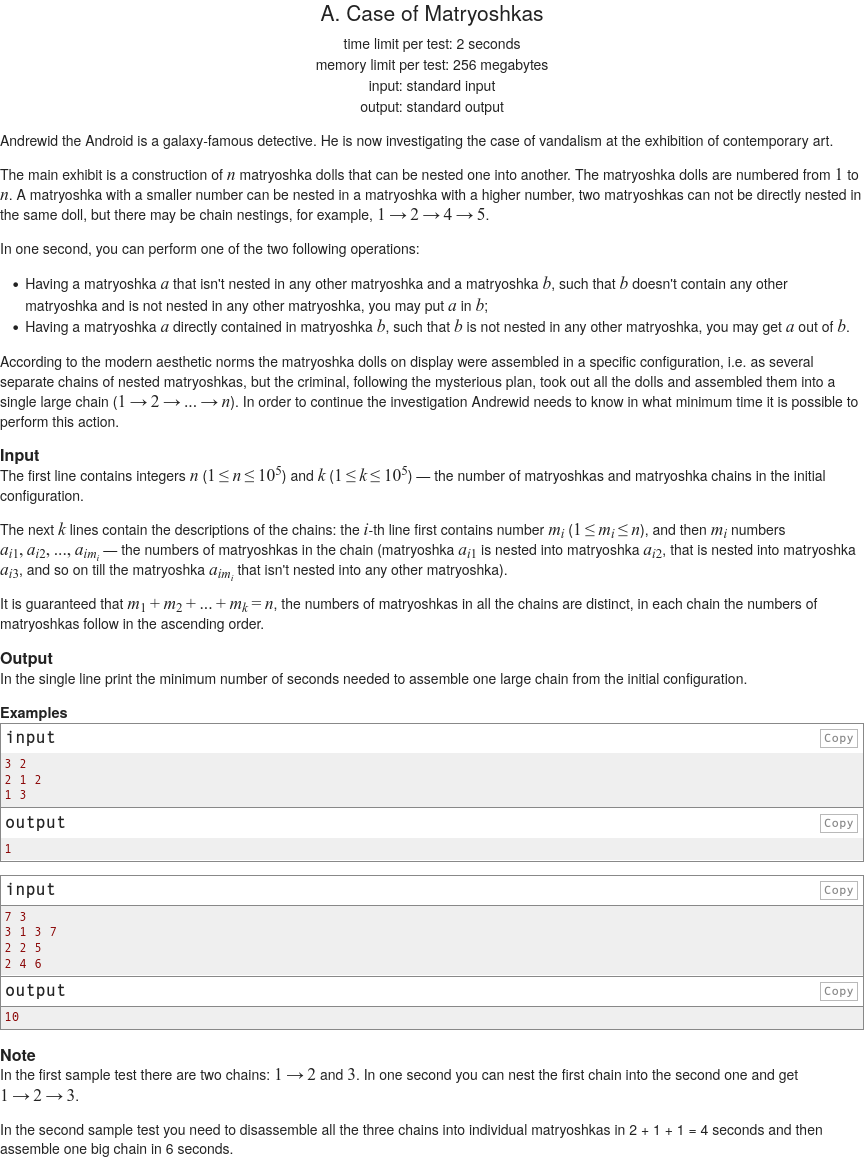 A. Case of Matryoshkas
time limit per test: 2 seconds
memory limit per test: 256 megabytes
input: standard input
output: standard output
Andrewid the Android is a galaxy-famous detective. He is now investigating the case of vandalism at the exhibition of contemporary art.
The main exhibit is a construction of n matryoshka dolls that can be nested one into another. The matryoshka dolls are numbered from 1 to
n. A matryoshka with a smaller number can be nested in a matryoshka with a higher number, two matryoshkas can not be directly nested in
the same doll, but there may be chain nestings, for example, 1 → 2 → 4 → 5.
In one second, you can perform one of the two following operations:
• Having a matryoshka a that isn't nested in any other matryoshka and a matryoshka b, such that b doesn't contain any other
matryoshka and is not nested in any other matryoshka, you may put a in b;
• Having a matryoshka a directly contained in matryoshka b, such that b is not nested in any other matryoshka, you may get a out of b.
According to the modern aesthetic norms the matryoshka dolls on display were assembled in a specific configuration, i.e. as several
separate chains of nested matryoshkas, but the criminal, following the mysterious plan, took out all the dolls and assembled them into a
single large chain (1 → 2 → ... → n). In order to continue the investigation Andrewid needs to know in what minimum time it is possible to
perform this action.
Input
The first line contains integers n (1 ≤ n ≤ 10^5) and k (1 ≤ k ≤ 10^5) — the number of matryoshkas and matryoshka chains in the initial
configuration.
The next k lines contain the descriptions of the chains: the i-th line first contains number m_i (1 ≤ m_i ≤ n), and then m_i numbers
a_{i1}, a_{i2}, ..., a_{im_i} — the numbers of matryoshkas in the chain (matryoshka a_{i1} is nested into matryoshka a_{i2}, that is nested into matryoshka
a_{i3}, and so on till the matryoshka a_{im_i} that isn't nested into any other matryoshka).
It is guaranteed that m_1 + m_2 + ... + m_k = n, the numbers of matryoshkas in all the chains are distinct, in each chain the numbers of
matryoshkas follow in the ascending order.
Output
In the single line print the minimum number of seconds needed to assemble one large chain from the initial configuration.
Examples
input Copy
3 2
2 1 2
1 3
output Copy
1
input Copy
7 3
3 1 3 7
2 2 5
2 4 6
output Copy
10
Note
In the first sample test there are two chains: 1 → 2 and 3. In one second you can nest the first chain into the second one and get
1 → 2 → 3.
In the second sample test you need to disassemble all the three chains into individual matryoshkas in 2 + 1 + 1 = 4 seconds and then
assemble one big chain in 6 seconds.